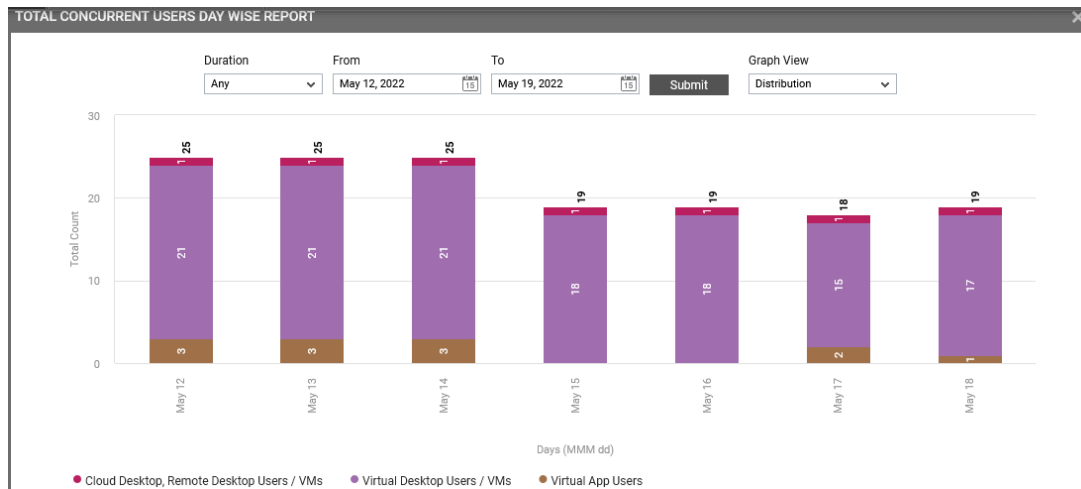 TOTAL CONCURRENT USERS DAY WISE REPORT
Duration From To Graph View
Any May 12, 2022 15 May 19, 2022 15 Submit Distribution
30
20
10
0
Total Count
25 25 25 19 19 18 19
1 1 1 1 1 1 1
21 21 21 18 18 15 17
3 3 3 2 1
May 12 May 13 May 14 May 15 May 16 May 17 May 18
Days (MMM dd)
Cloud Desktop, Remote Desktop Users / VMs Virtual Desktop Users / VMs Virtual App Users